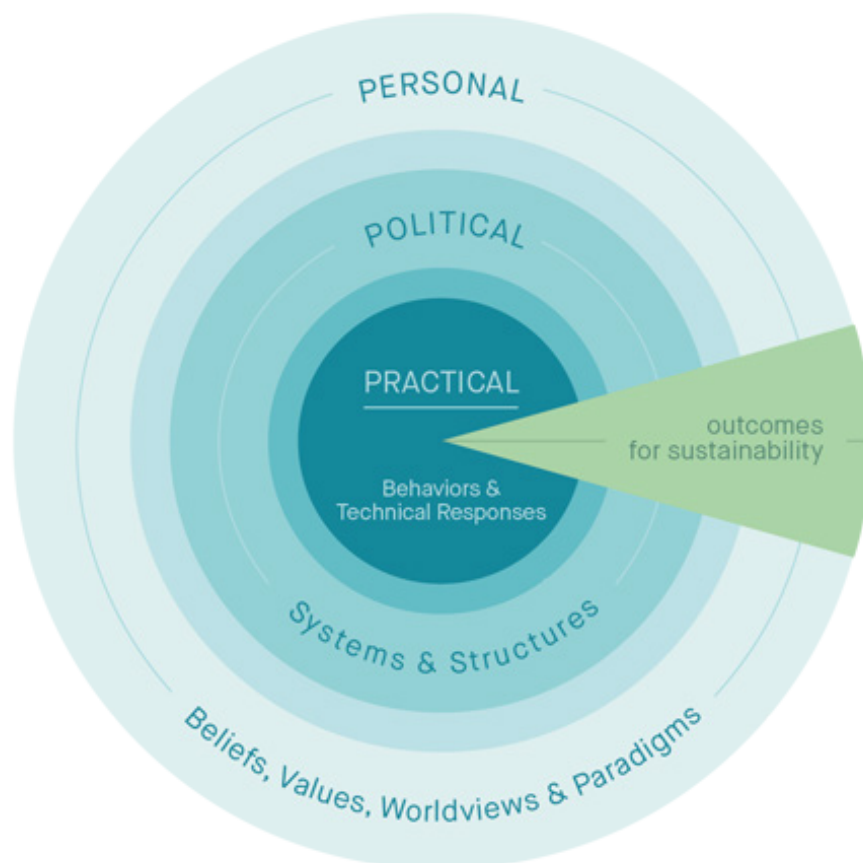 PERSONAL
POLITICAL
PRACTICAL
outcomes
for sustainability
Behaviors &
Technical Responses
Systems & Structures
Beliefs, Values, Worldviews & Paradigms